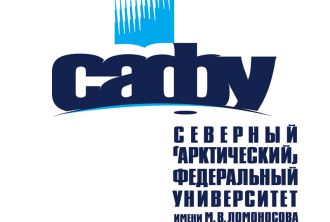 сафу
СЕВЕРНЫЙ
(АРКТИЧЕСКИЙ)
ФЕДЕРАЛЬНЫЙ
УНИВЕРСИТЕТ
ИМЕНИ М. В. ЛОМОНОСОВА